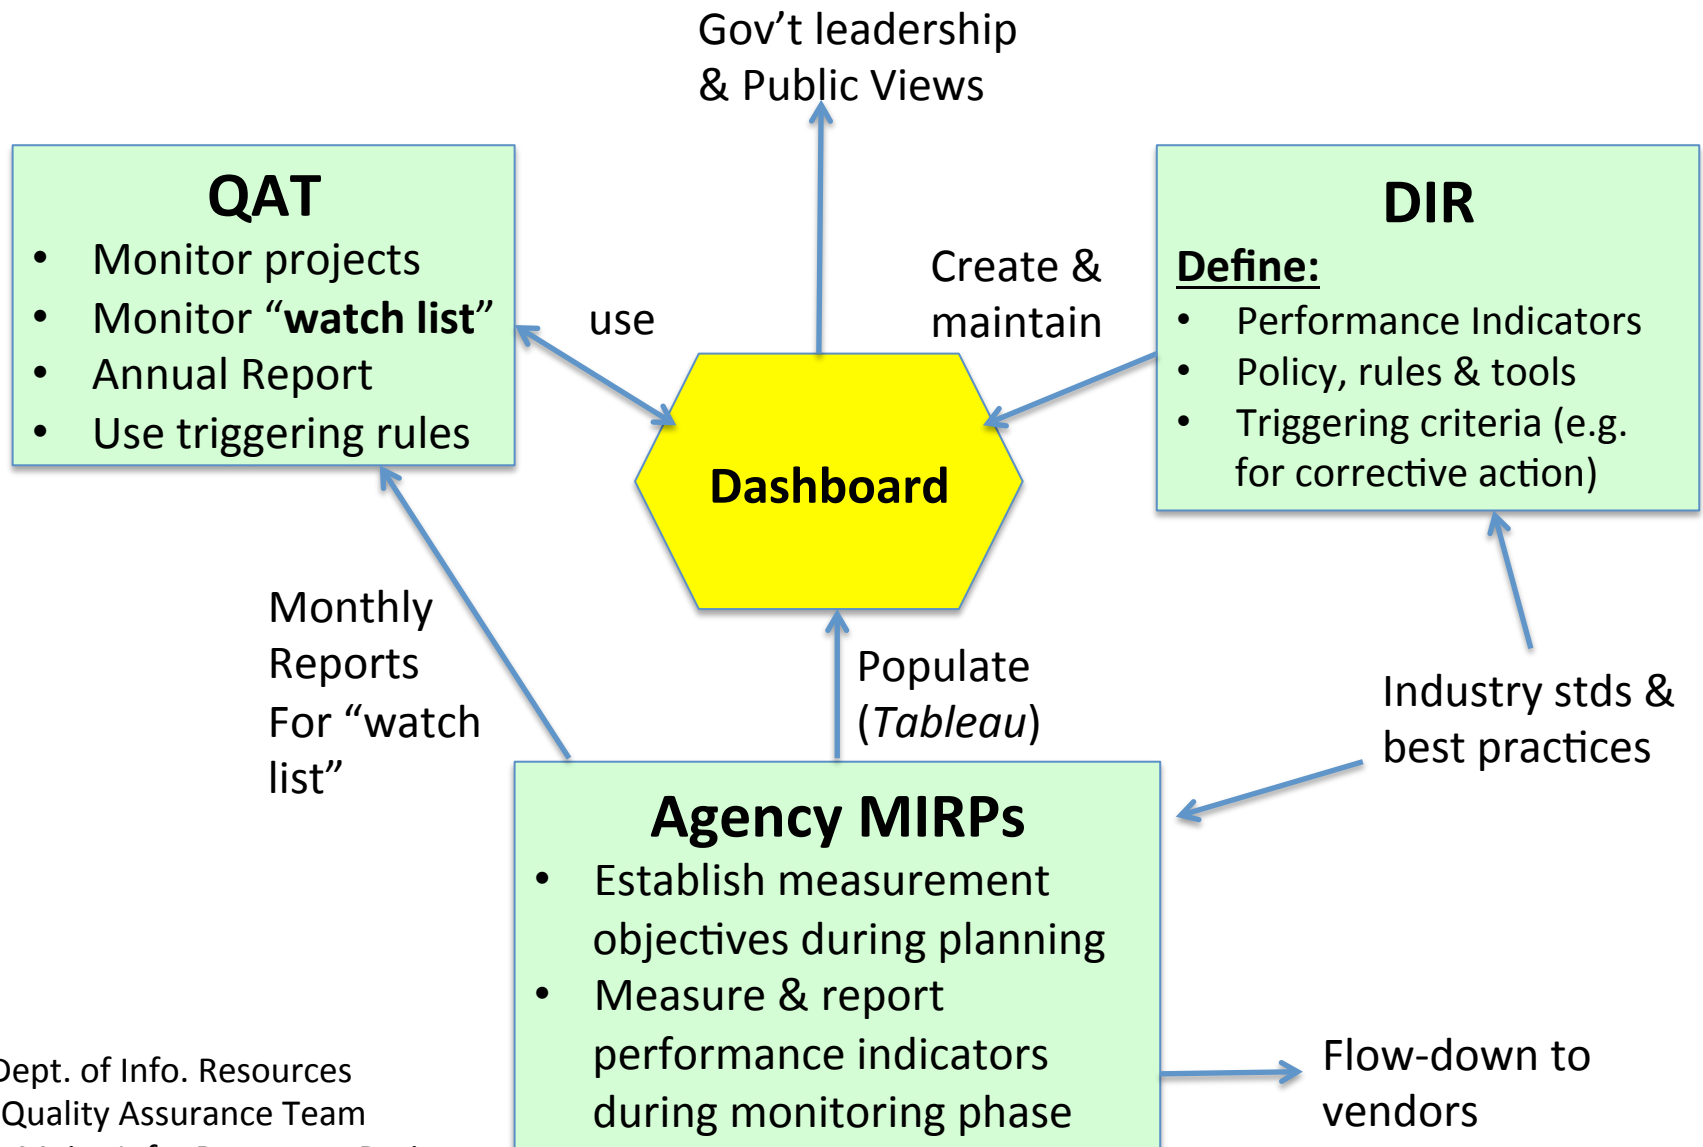 Gov’t leadership
& Public Views
QAT
• Monitor projects
• Monitor “watch list”
• Annual Report
• Use triggering rules
use
Create &
maintain
DIR
Define:
• Performance Indicators
• Policy, rules & tools
• Triggering criteria (e.g.
for corrective action)
Dashboard
Monthly
Reports
For “watch
list”
Populate
(Tableau)
Industry stds &
best practices
Agency MIRPs
• Establish measurement
objectives during planning
• Measure & report
performance indicators
during monitoring phase
Flow-down to
vendors
Dept. of Info. Resources
Quality Assurance Team